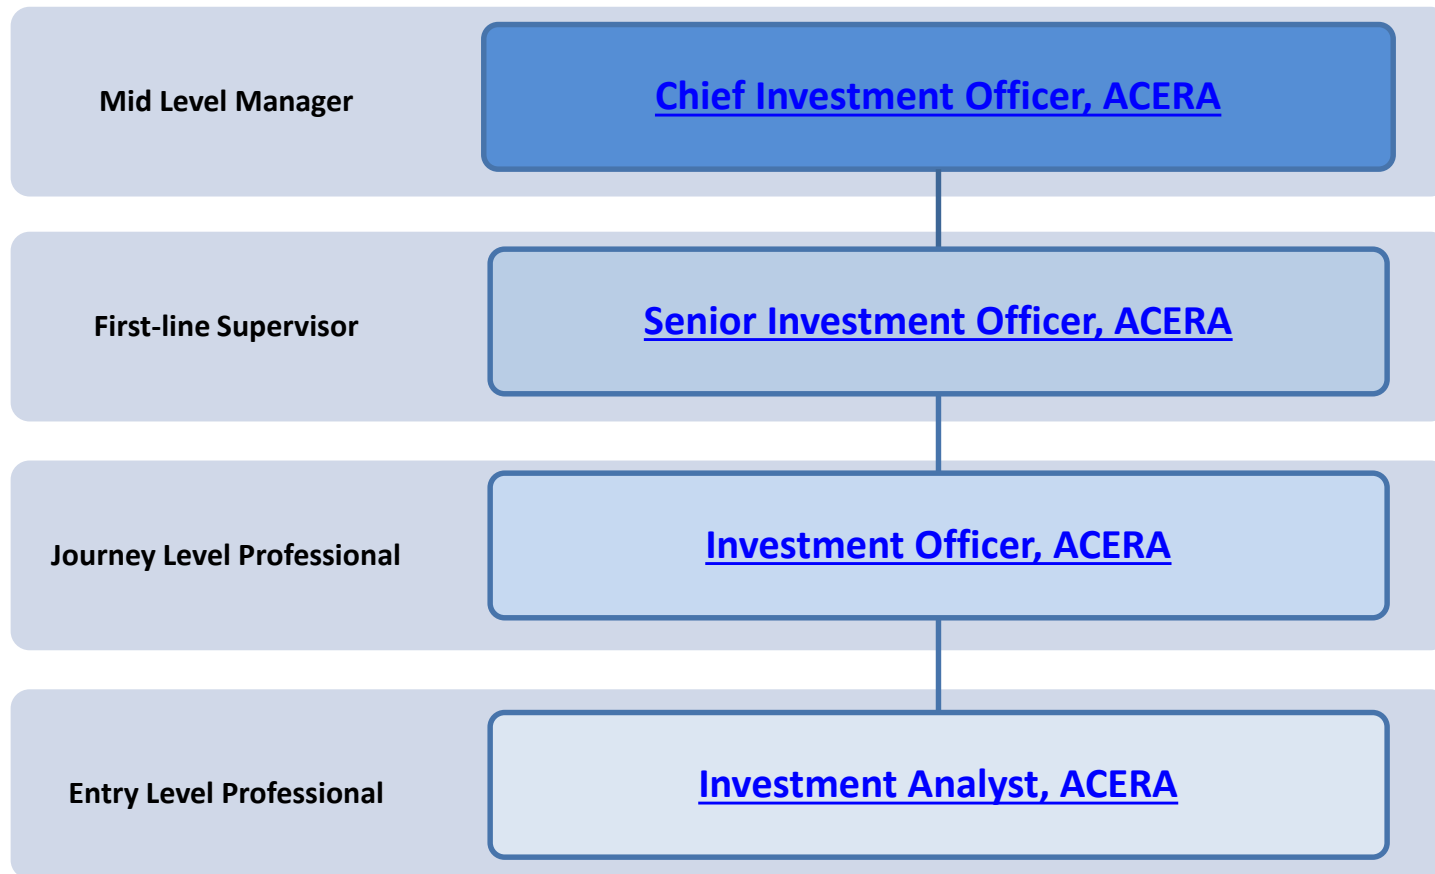 Mid Level Manager
Chief Investment Officer, ACERA
First-line Supervisor
Senior Investment Officer, ACERA
Journey Level Professional
Investment Officer, ACERA
Entry Level Professional
Investment Analyst, ACERA